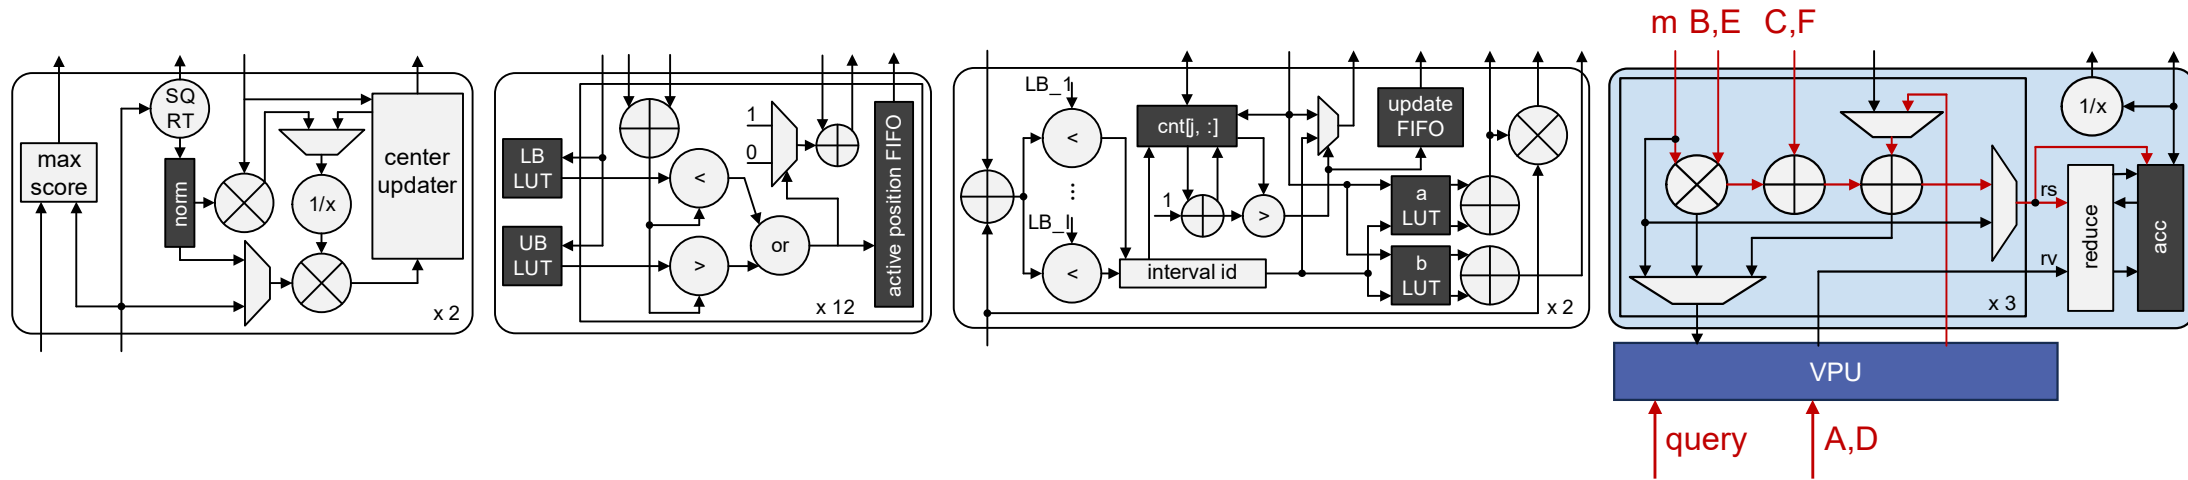 max
score
SQ
RT
norm
1/x
center
updater
x 2
LB
LUT
UB
LUT
<
>
1
0
or
active position FIFO
x 12
LB_1
<
⋮
LB_I
<
cnt[j, :]
1
>
interval id
update
FIFO
a
LUT
b
LUT
x 2
m B,E C,F
1/x
rs
rv
reduce
acc
x 3
VPU
query
A,D